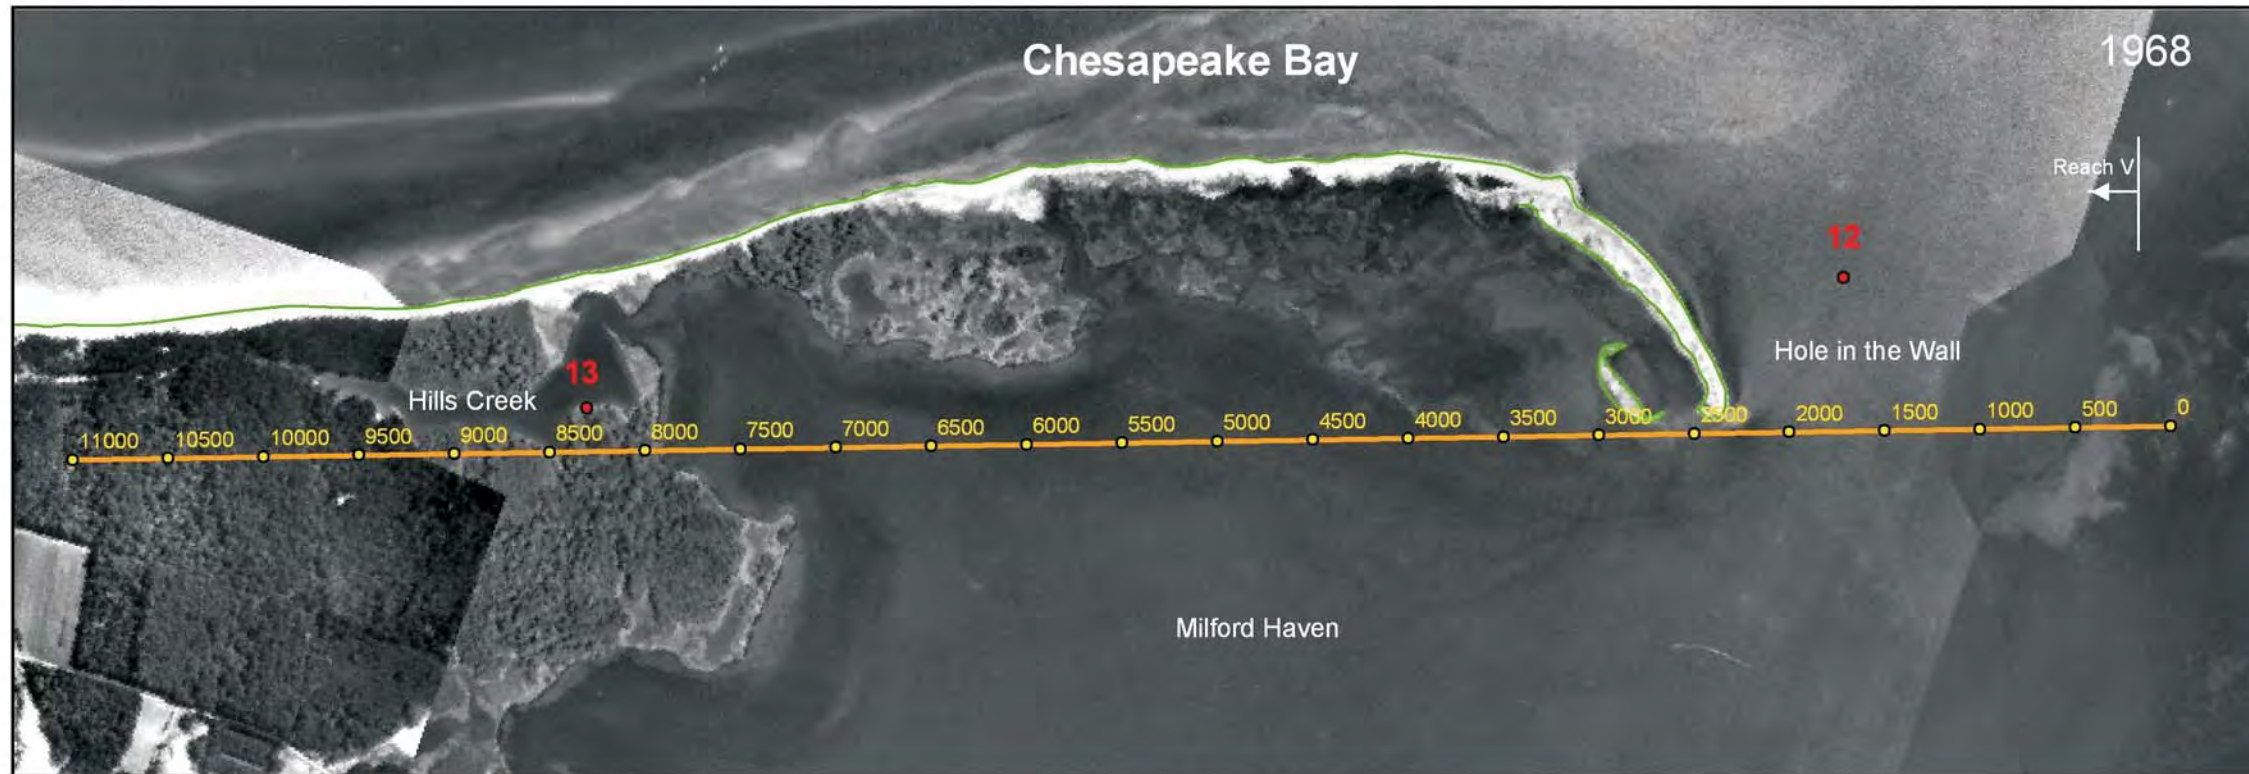 Chesapeake Bay
1968
Reach V
12
Hole in the Wall
13
Hills Creek
11000 10500 10000 9500 9000 8500 8000 7500 7000 6500 6000 5500 5000 4500 4000 3500 3000 2500 2000 1500 1000 500 0
Milford Haven